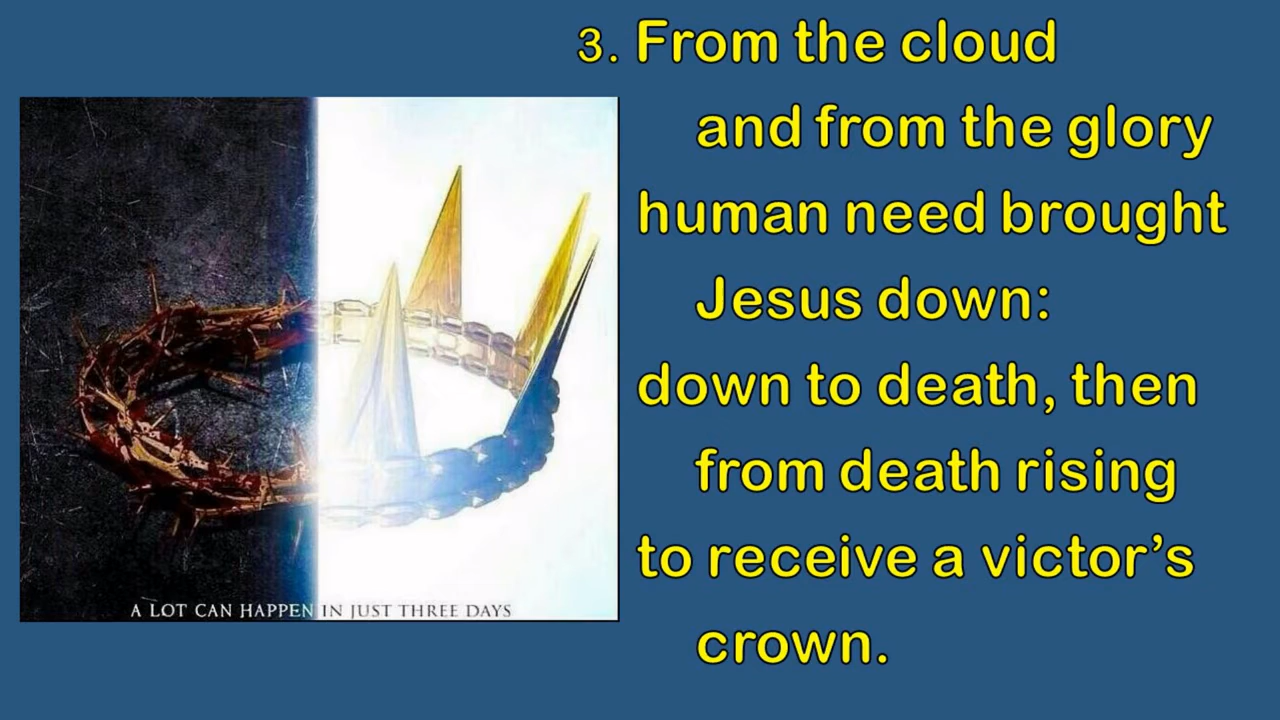 3. From the cloud
and from the glory
human need brought
Jesus down:
down to death, then
from death rising
to receive a victor’s
crown.
A LOT CAN HAPPEN IN JUST THREE DAYS